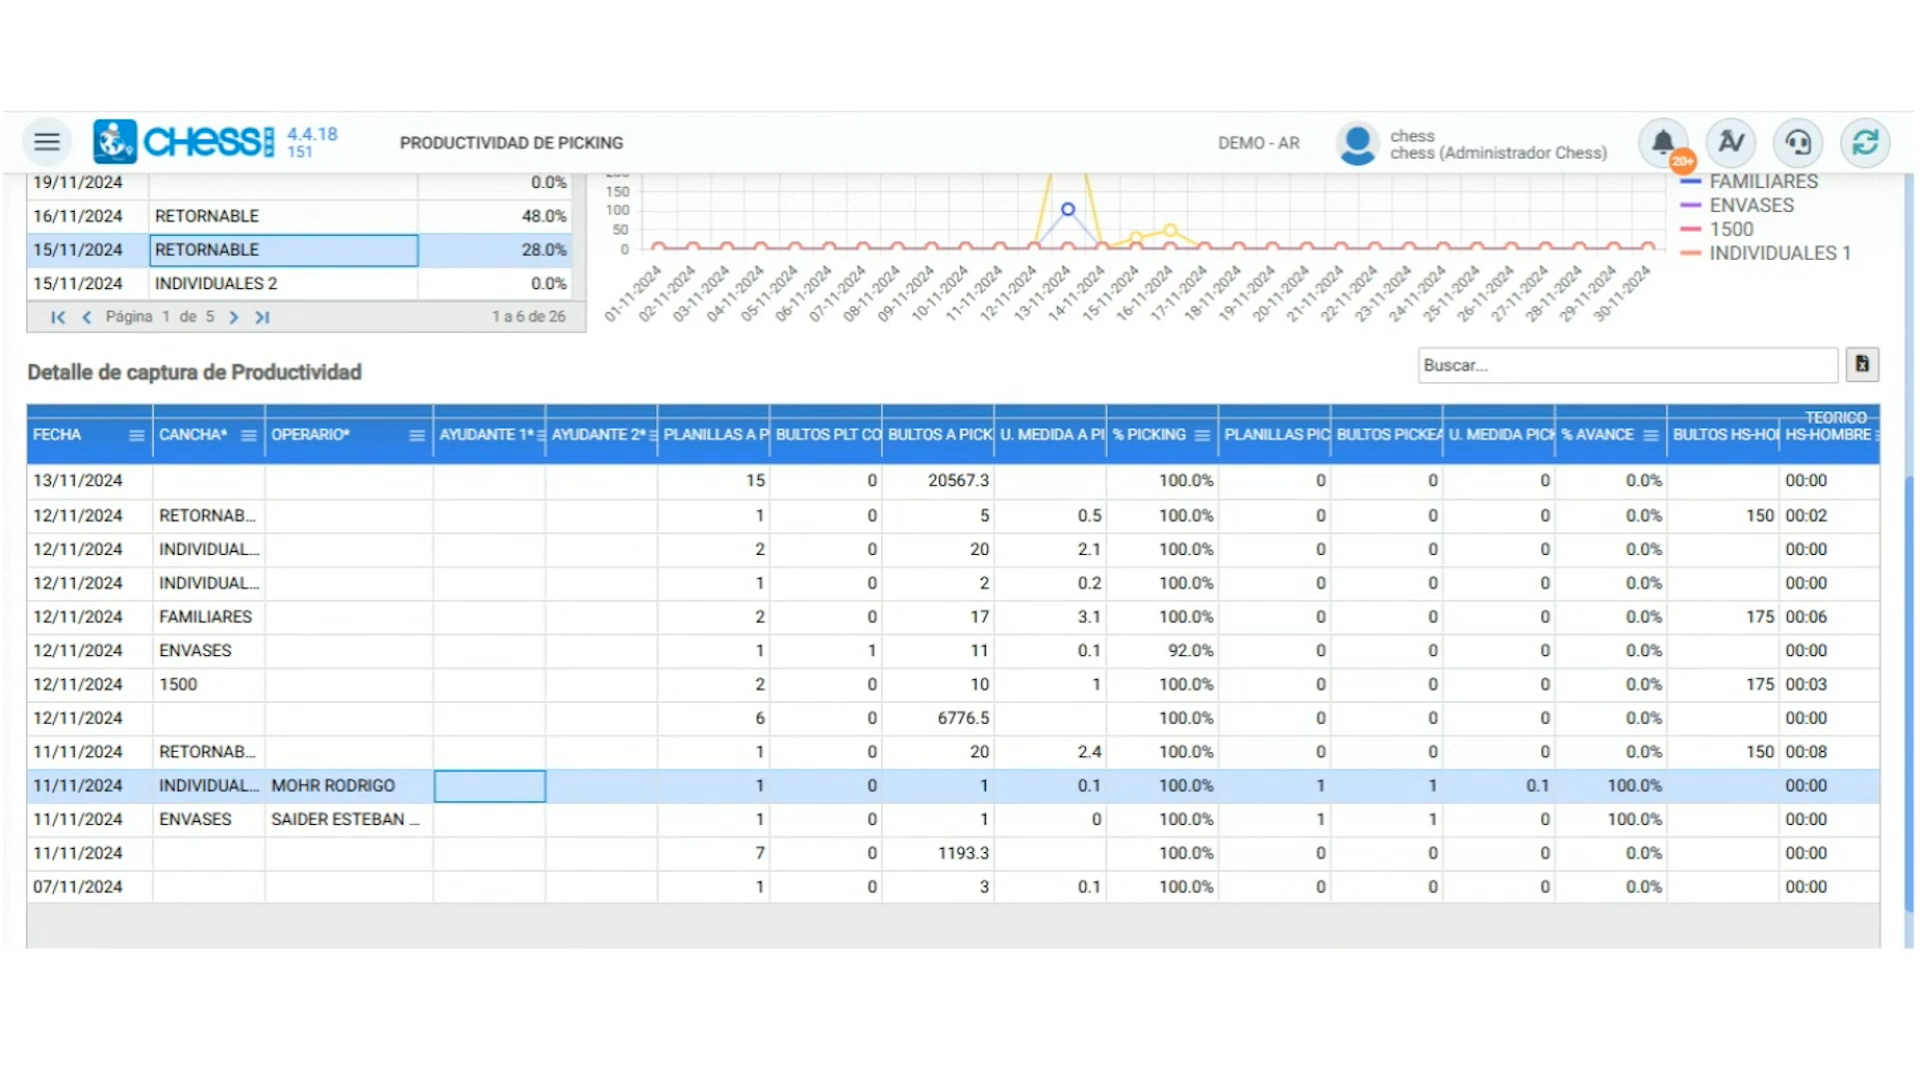 CHESS 4.4.18
151
PRODUCTIVIDAD DE PICKING
DEMO - AR
chess
chess (Administrador Chess)
20+
19/11/2024 0.0%
16/11/2024 RETORNABLE 48.0%
15/11/2024 RETORNABLE 28.0%
15/11/2024 INDIVIDUALES 2 0.0%
Página 1 de 5 1 a 6 de 26
150
100
50
0
01-11-2024 02-11-2024 03-11-2024 04-11-2024 05-11-2024 06-11-2024 07-11-2024 08-11-2024 09-11-2024 10-11-2024 11-11-2024 12-11-2024 13-11-2024 14-11-2024 15-11-2024 16-11-2024 17-11-2024 18-11-2024 19-11-2024 20-11-2024 21-11-2024 22-11-2024 23-11-2024 24-11-2024 25-11-2024 26-11-2024 27-11-2024 28-11-2024 29-11-2024 30-11-2024
FAMILIARES
ENVASES
1500
INDIVIDUALES 1
Detalle de captura de Productividad
Buscar...
TEORICO
FECHA CANCHA* OPERARIO* AYUDANTE 1* AYUDANTE 2* PLANILLAS A P BULTOS PLT CO BULTOS A PICK U. MEDIDA A PI % PICKING PLANILLAS PIC BULTOS PICKEA U. MEDIDA PICK % AVANCE BULTOS HS-HO HS-HOMBRE
13/11/2024 15 0 20567.3 100.0% 0 0 0 0.0% 00:00
12/11/2024 RETORNAB... 1 0 5 0.5 100.0% 0 0 0 0.0% 150 00:02
12/11/2024 INDIVIDUAL... 2 0 20 2.1 100.0% 0 0 0 0.0% 00:00
12/11/2024 INDIVIDUAL... 1 0 2 0.2 100.0% 0 0 0 0.0% 00:00
12/11/2024 FAMILIARES 2 0 17 3.1 100.0% 0 0 0 0.0% 175 00:06
12/11/2024 ENVASES 1 1 11 0.1 92.0% 0 0 0 0.0% 00:00
12/11/2024 1500 2 0 10 1 100.0% 0 0 0 0.0% 175 00:03
12/11/2024 6 0 6776.5 100.0% 0 0 0 0.0% 00:00
11/11/2024 RETORNAB... 1 0 20 2.4 100.0% 0 0 0 0.0% 150 00:08
11/11/2024 INDIVIDUAL... MOHR RODRIGO 1 0 1 0.1 100.0% 1 1 0.1 100.0% 00:00
11/11/2024 ENVASES SAIDER ESTEBAN ... 1 0 1 0 100.0% 1 1 0 100.0% 00:00
11/11/2024 7 0 1193.3 100.0% 0 0 0 0.0% 00:00
07/11/2024 1 0 3 0.1 100.0% 0 0 0 0.0% 00:00